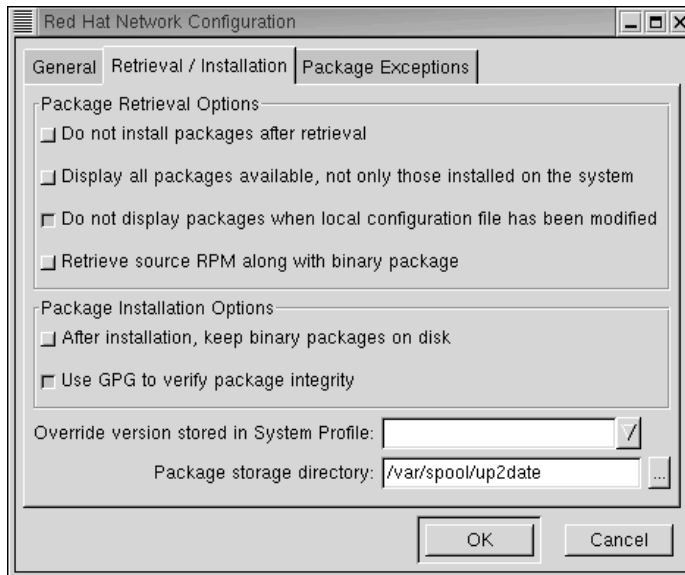 Red Hat Network Configuration
General Retrieval / Installation Package Exceptions
Package Retrieval Options
Do not install packages after retrieval
Display all packages available, not only those installed on the system
Do not display packages when local configuration file has been modified
Retrieve source RPM along with binary package
Package Installation Options
After installation, keep binary packages on disk
Use GPG to verify package integrity
Override version stored in System Profile:
Package storage directory: /var/spool/up2date ...
OK Cancel